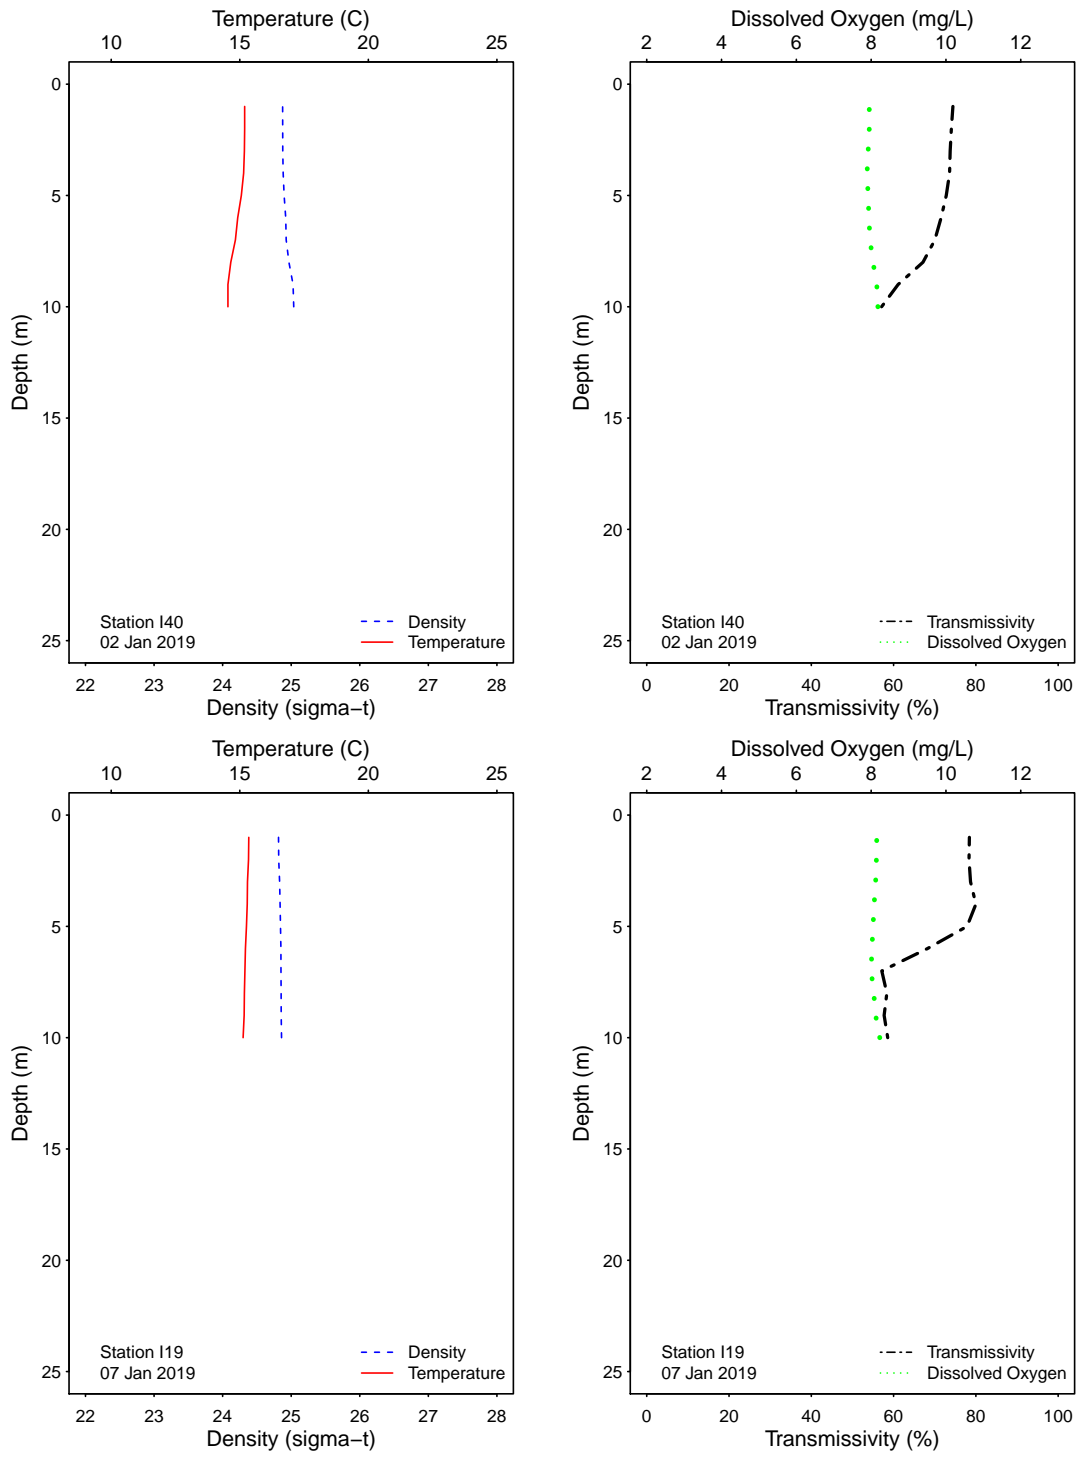 Temperature (C)
10 15 20 25
0
5
10
15
20
25
Depth (m)
Station I40
02 Jan 2019
Density
Temperature
22 23 24 25 26 27 28
Density (sigma−t)
Dissolved Oxygen (mg/L)
2 4 6 8 10 12
0
5
10
15
20
25
Depth (m)
Station I40
02 Jan 2019
Transmissivity
Dissolved Oxygen
0 20 40 60 80 100
Transmissivity (%)
Temperature (C)
10 15 20 25
0
5
10
15
20
25
Depth (m)
Station I19
07 Jan 2019
Density
Temperature
22 23 24 25 26 27 28
Density (sigma−t)
Dissolved Oxygen (mg/L)
2 4 6 8 10 12
0
5
10
15
20
25
Depth (m)
Station I19
07 Jan 2019
Transmissivity
Dissolved Oxygen
0 20 40 60 80 100
Transmissivity (%)